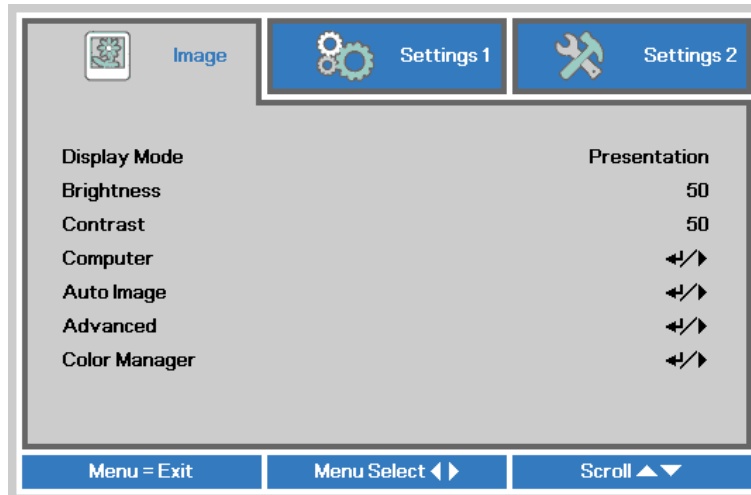 Image
Settings 1
Settings 2
Display Mode Presentation
Brightness 50
Contrast 50
Computer ↵/▶
Auto Image ↵/▶
Advanced ↵/▶
Color Manager ↵/▶
Menu = Exit
Menu Select ◀▶
Scroll ▲▼